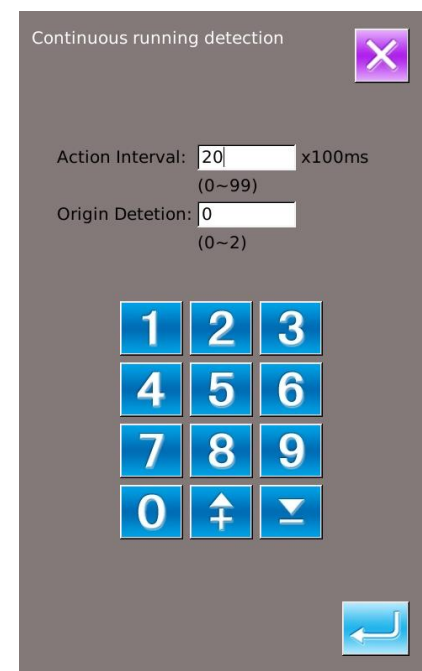 Continuous running detection
Action Interval: 20 x100ms
(0~99)
Origin Detetion: 0
(0~2)
1 2 3
4 5 6
7 8 9
0